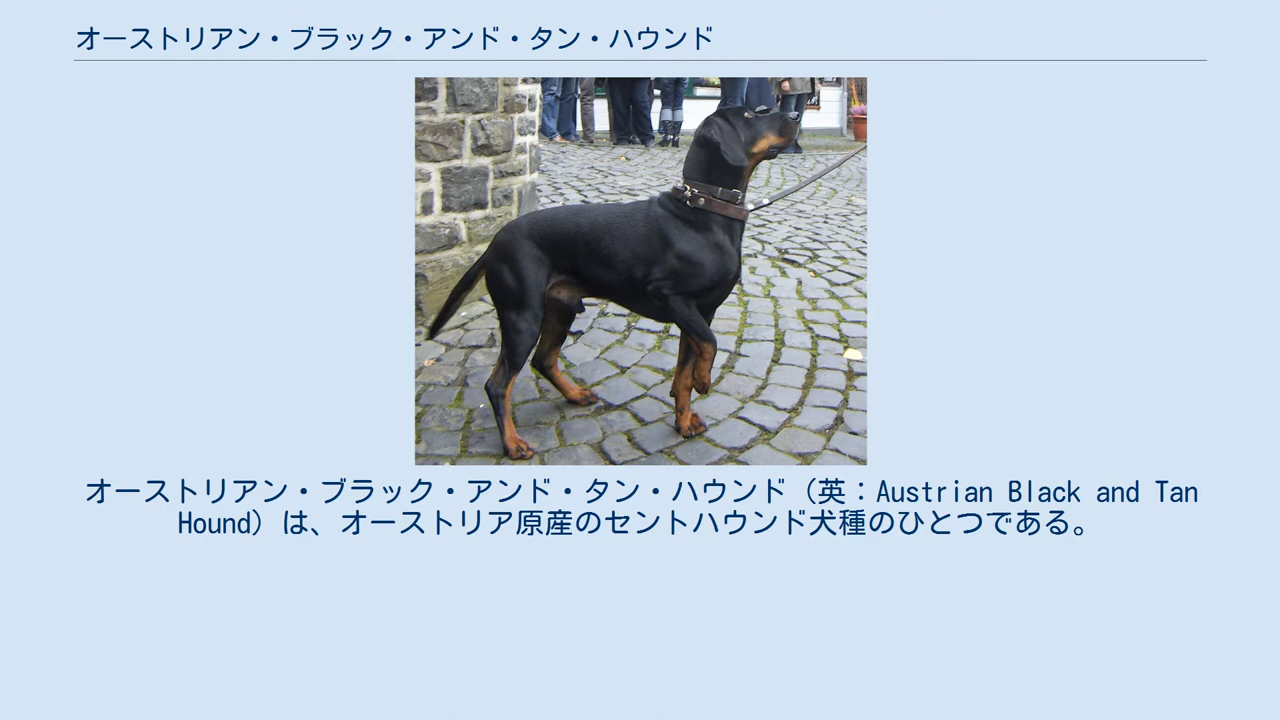 オーストリアン・ブラック・アンド・タン・ハウンド
オーストリアン・ブラック・アンド・タン・ハウンド（英：Austrian Black and Tan
Hound）は、オーストリア原産のセントハウンド犬種のひとつである。